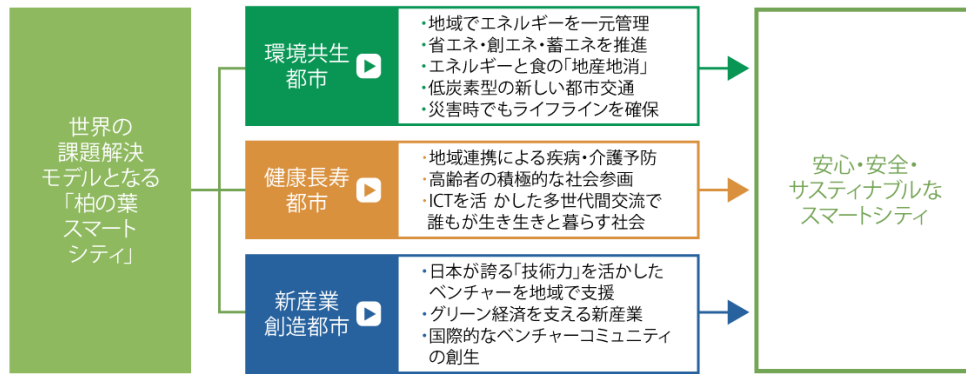 世界の
課題解決
モデルとなる
「柏の葉
スマート
シティ」
環境共生
都市
・地域でエネルギーを一元管理
・省エネ・創エネ・蓄エネを推進
・エネルギーと食の「地産地消」
・低炭素型の新しい都市交通
・災害時でもライフラインを確保
健康長寿
都市
・地域連携による疾病・介護予防
・高齢者の積極的な社会参画
・ICTを活 かした多世代間交流で
誰もが生き生きと暮らす社会
新産業
創造都市
・日本が誇る「技術力」を活かした
ベンチャーを地域で支援
・グリーン経済を支える新産業
・国際的なベンチャーコミュニティ
の創生
安心・安全・
サスティナブルな
スマートシティ